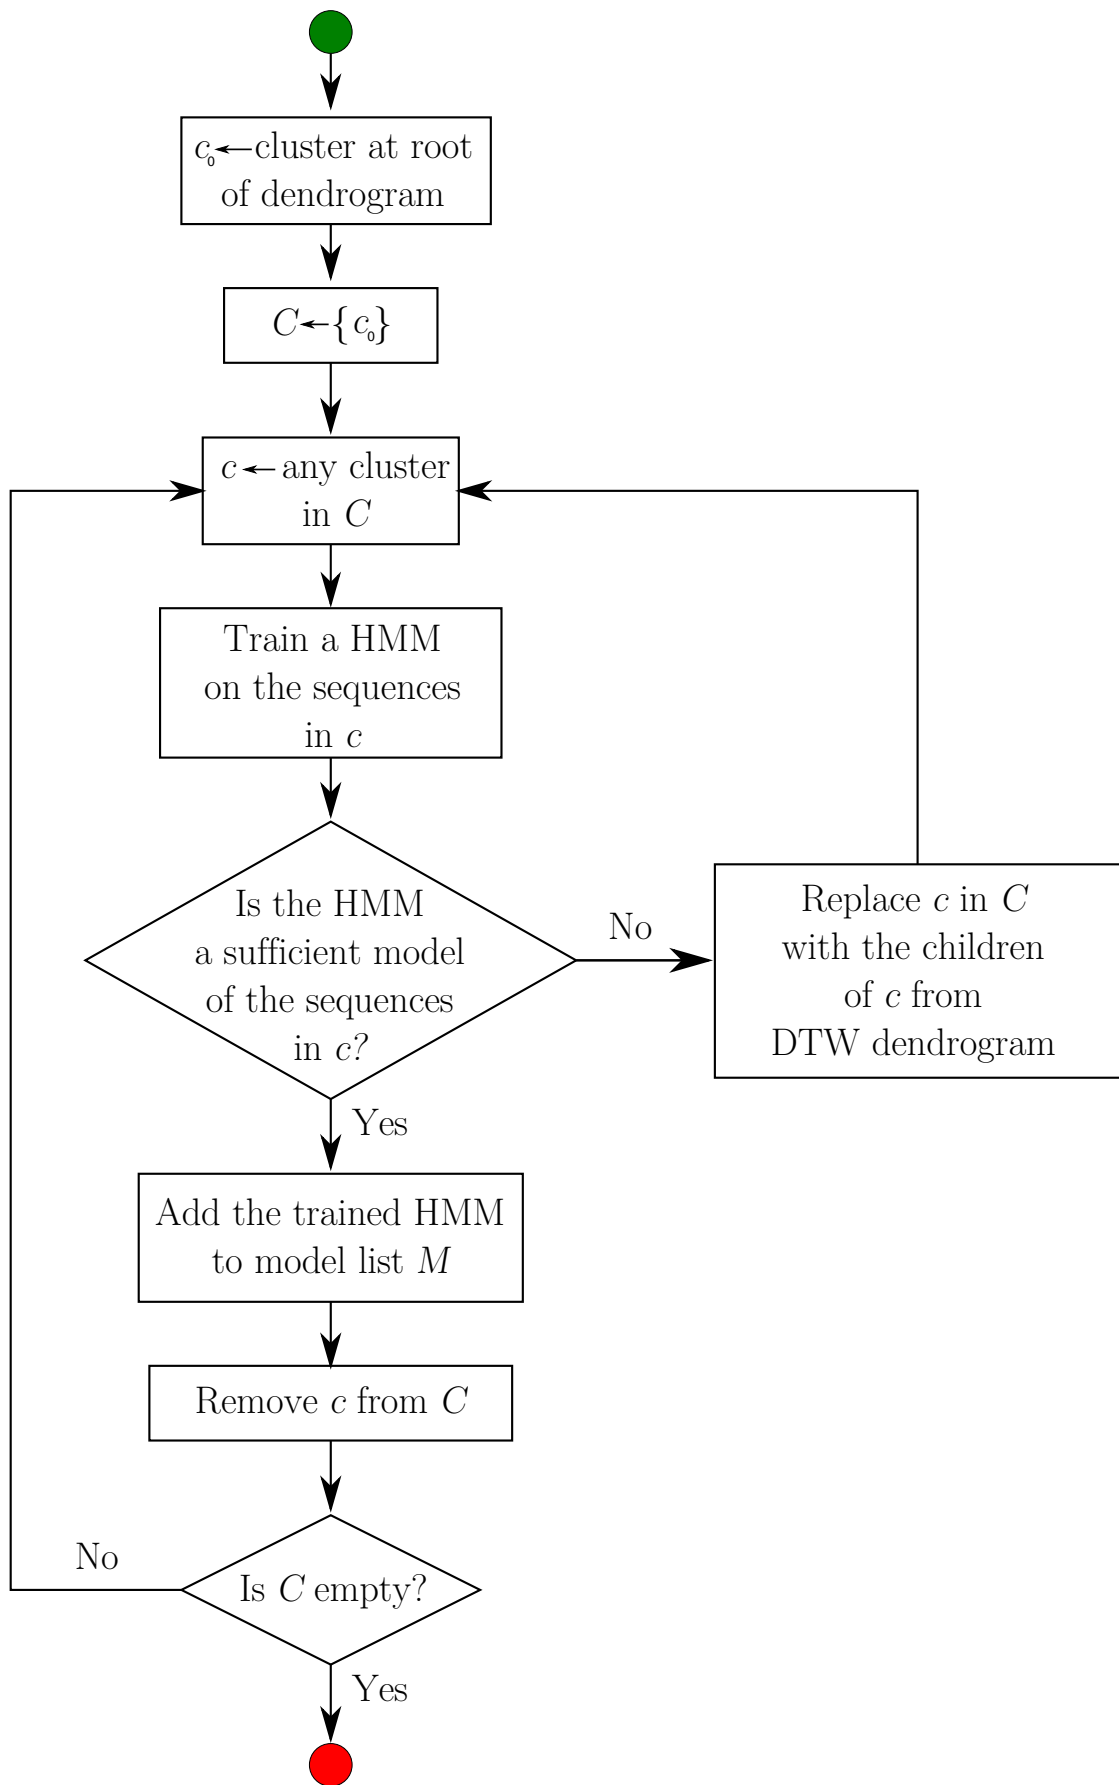 c₀←cluster at root
of dendrogram
C←{c₀}
c←any cluster
in C
Train a HMM
on the sequences
in c
Is the HMM
a sufficient model
of the sequences
in c?
No
Replace c in C
with the children
of c from
DTW dendrogram
Yes
Add the trained HMM
to model list M
Remove c from C
No
Is C empty?
Yes